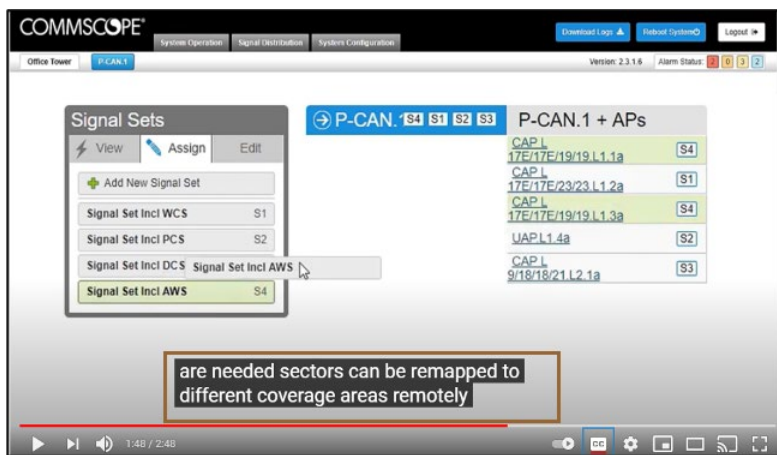 COMMSCOPE®
System Operation Signal Distribution System Configuration
Download Logs Reboot System Logout
Office Tower P-CAN.1 Version: 2.3.1.6 Alarm Status: 2 0 3 2
Signal Sets
View Assign Edit
Add New Signal Set
Signal Set Incl WCS S1
Signal Set Incl PCS S2
Signal Set Incl DCS
Signal Set Incl AWS
Signal Set Incl AWS S4
P-CAN. S4 S1 S2 S3
P-CAN.1 + APs
CAP L
17E/17E/19/19.L1.1a S4
CAP L
17E/17E/23/23.L1.2a S1
CAP L
17E/17E/19/19.L1.3a S4
UAP.L1.4a S2
CAP L
9/18/18/21.L2.1a S3
are needed sectors can be remapped to
different coverage areas remotely
1:48 / 2:48
CC